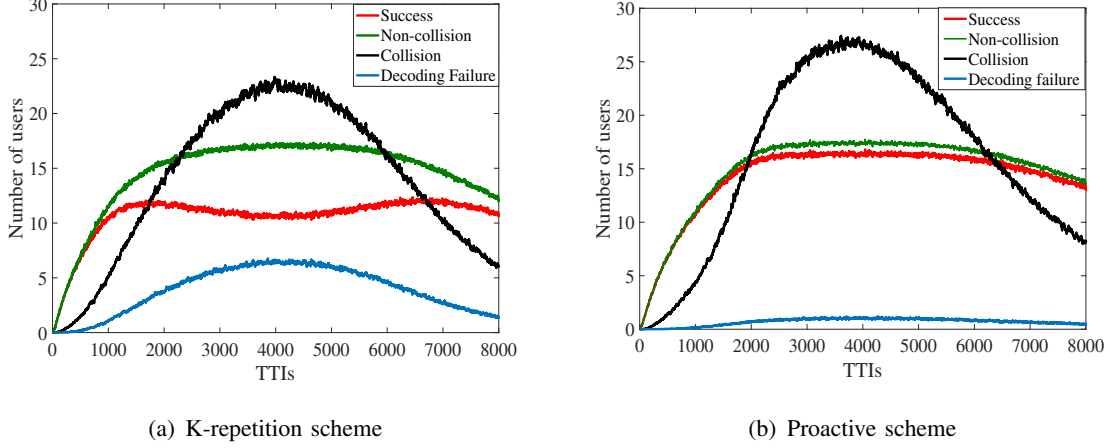 30
25
20
15
10
5
0
Number of users
Success
Non-collision
Collision
Decoding Failure
0 1000 2000 3000 4000 5000 6000 7000 8000
TTIs
(a) K-repetition scheme
30
25
20
15
10
5
0
Number of users
Success
Non-collision
Collision
Decoding failure
0 1000 2000 3000 4000 5000 6000 7000 8000
TTIs
(b) Proactive scheme